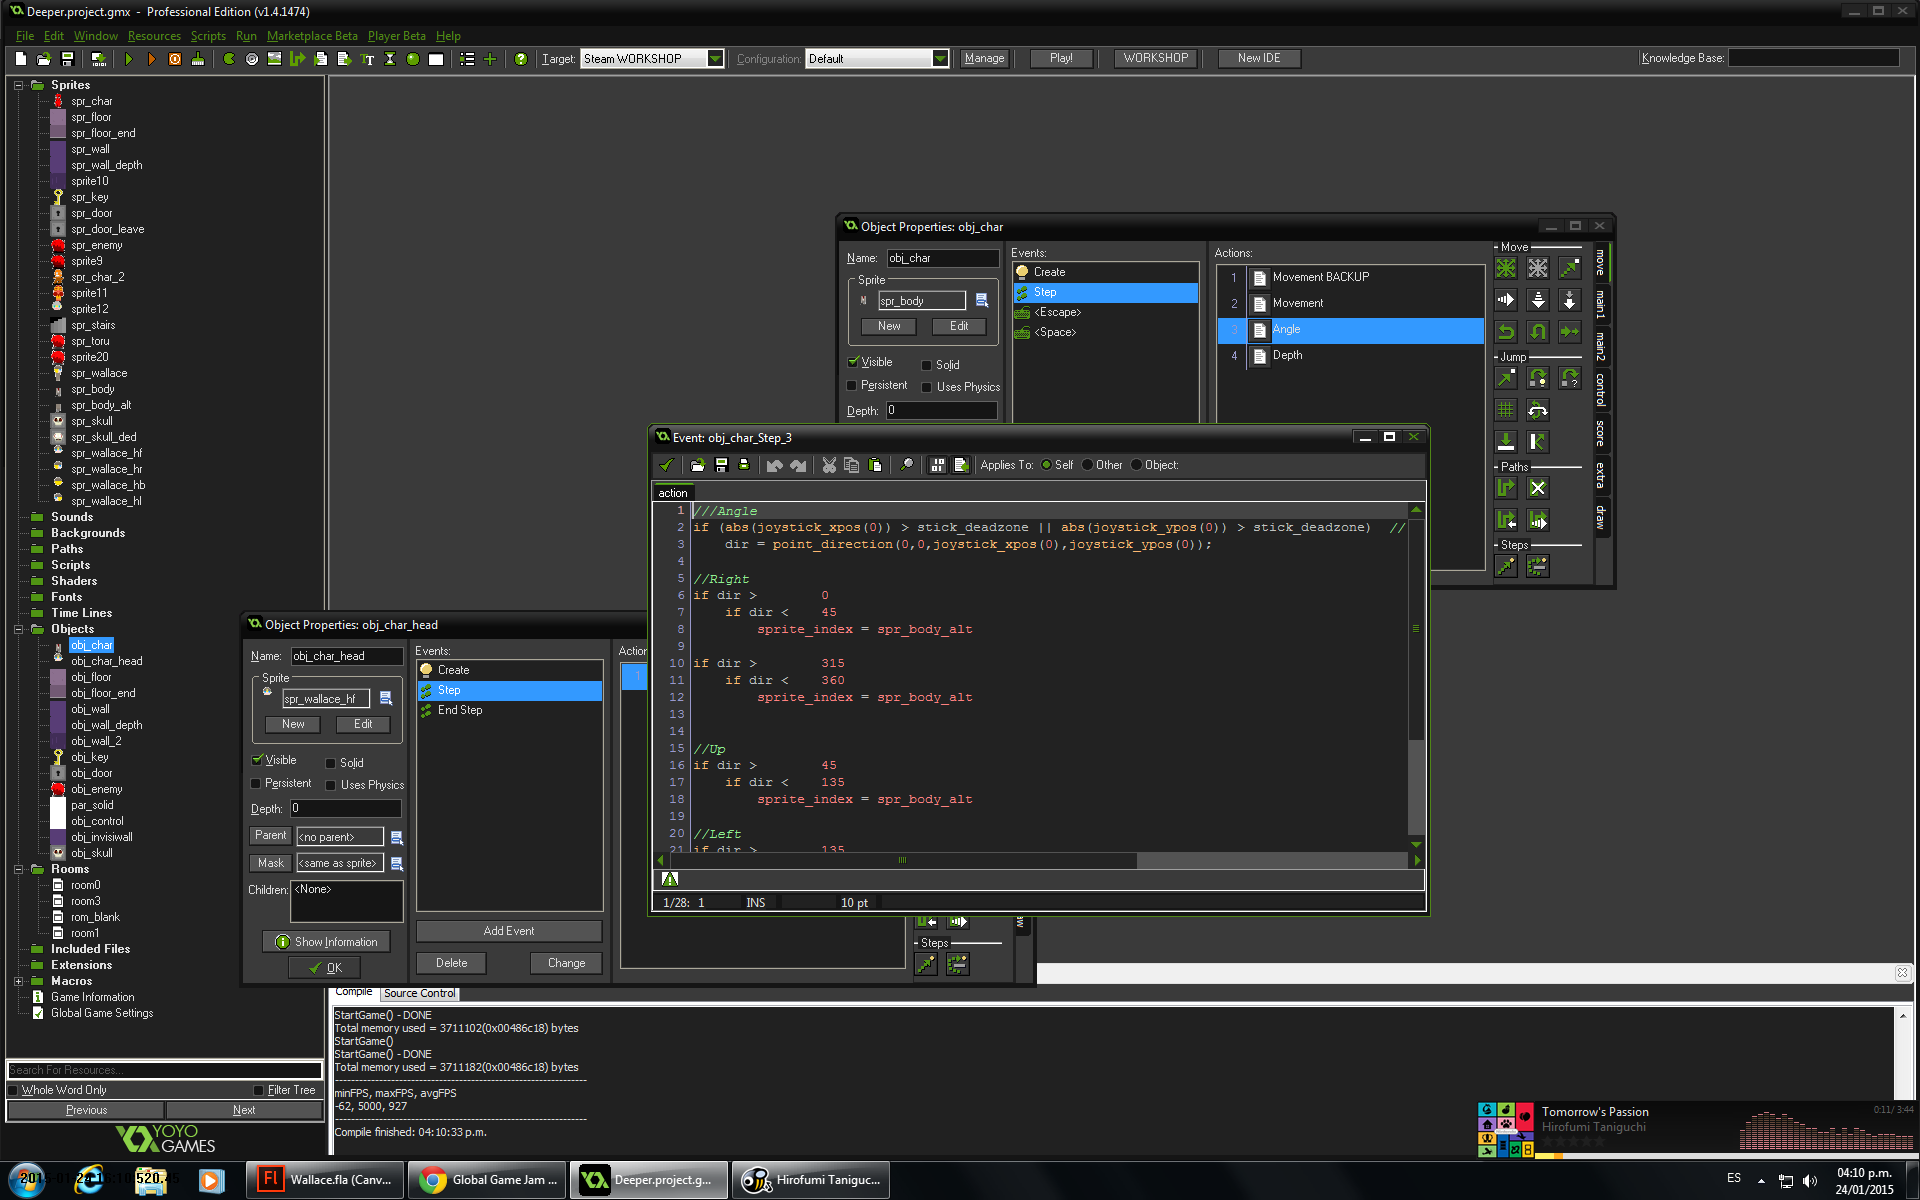 Deeper.project.gmx - Professional Edition (v1.4.1474)
File Edit Window Resources Scripts Run Marketplace Beta Player Beta Help
Target: Steam WORKSHOP Configuration: Default Manage Play! WORKSHOP New IDE Knowledge Base:
Sprites
spr_char
spr_floor
spr_floor_end
spr_wall
spr_wall_depth
sprite10
spr_key
spr_door
spr_door_leave
spr_enemy
sprite9
spr_char_2
sprite11
sprite12
spr_stairs
spr_toru
sprite20
spr_wallace
spr_body
spr_body_alt
spr_skull
spr_skull_ded
spr_wallace_hf
spr_wallace_hr
spr_wallace_hb
spr_wallace_hl
Sounds
Backgrounds
Paths
Scripts
Shaders
Fonts
Time Lines
Objects
obj_char
obj_char_head
obj_floor
obj_floor_end
obj_wall
obj_wall_depth
obj_wall_2
obj_key
obj_door
obj_enemy
par_solid
obj_control
obj_invisiwall
obj_skull
Rooms
room0
room3
rom_blank
room1
Included Files
Extensions
Macros
Game Information
Global Game Settings
Search For Resources...
Whole Word Only Filter Tree
Previous Next
YOYO
GAMES
Object Properties: obj_char
Name: obj_char
Sprite
spr_body
New Edit
Visible Solid
Persistent Uses Physics
Depth: 0
Events:
Create
Step
<Escape>
<Space>
Actions:
1 Movement BACKUP
2 Movement
3 Angle
4 Depth
Move
Jump
Paths
Steps
move
main1
main2
control
score
extra
draw
Event: obj_char_Step_3
Applies To: Self Other Object:
action
1 ///Angle
2 if (abs(joystick_xpos(0)) > stick_deadzone || abs(joystick_ypos(0)) > stick_deadzone) //
3 dir = point_direction(0,0,joystick_xpos(0),joystick_ypos(0));
4
5 //Right
6 if dir > 0
7 if dir < 45
8 sprite_index = spr_body_alt
9
10 if dir > 315
11 if dir < 360
12 sprite_index = spr_body_alt
13
14
15 //Up
16 if dir > 45
17 if dir < 135
18 sprite_index = spr_body_alt
19
20 //Left
21 if dir > 135
1/28: 1 INS 10 pt
Object Properties: obj_char_head
Name: obj_char_head
Sprite
spr_wallace_hf
New Edit
Visible Solid
Persistent Uses Physics
Depth: 0
Parent <no parent>
Mask <same as sprite>
Children: <None>
Show Information
OK
Events:
Create
Step
End Step
Add Event
Delete Change
Action
1
Steps
Compile Source Control
StartGame() - DONE
Total memory used = 3711102(0x00486c18) bytes
StartGame()
StartGame() - DONE
Total memory used = 3711182(0x00486c18) bytes
minFPS, maxFPS, avgFPS
-62, 5000, 927
Compile finished: 04:10:33 p.m.
Tomorrow's Passion
Hirofumi Taniguchi
0:11/ 3:44
Wallace.fla (Canv...
Global Game Jam ...
Deeper.project.g...
Hirofumi Taniguc...
ES
04:10 p.m.
24/01/2015